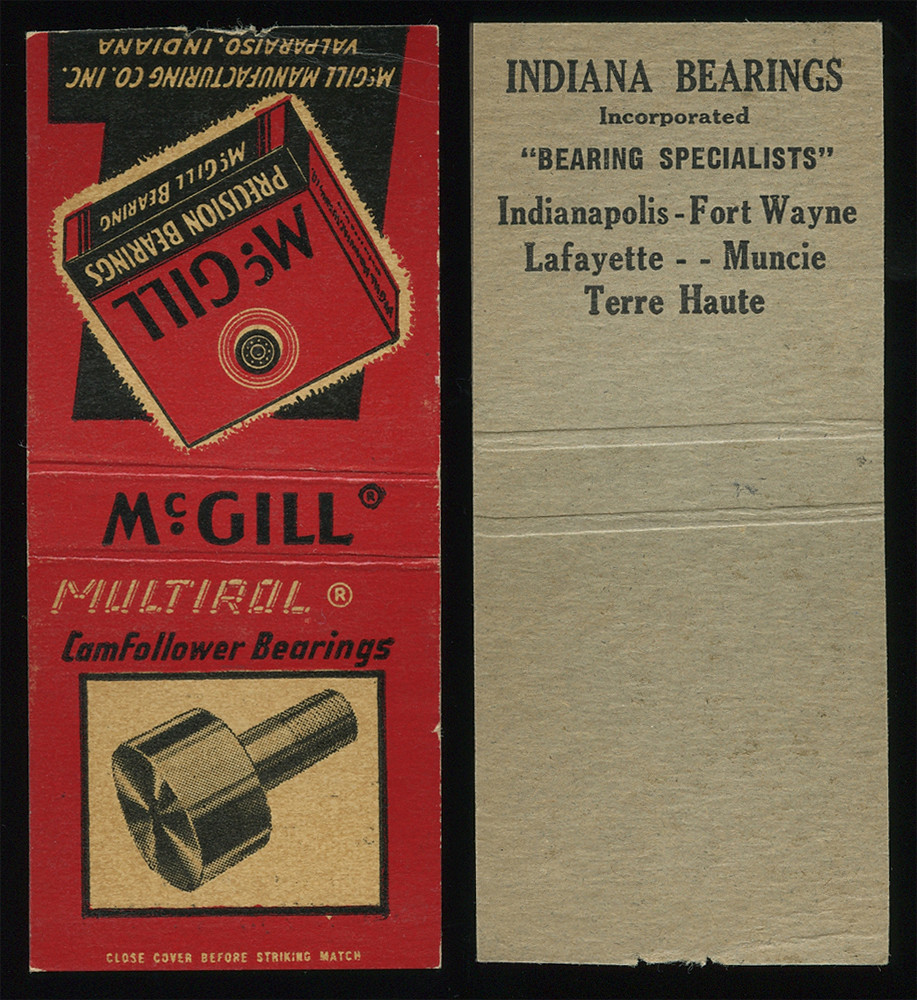 McGILL MANUFACTURING CO. INC.
VALPARAISO, INDIANA
McGILL
PRECISION BEARINGS
McGILL BEARING
McGILL®
MULTIROL ®
CamFollower Bearings
CLOSE COVER BEFORE STRIKING MATCH
INDIANA BEARINGS
Incorporated
“BEARING SPECIALISTS”
Indianapolis-Fort Wayne
Lafayette - - Muncie
Terre Haute